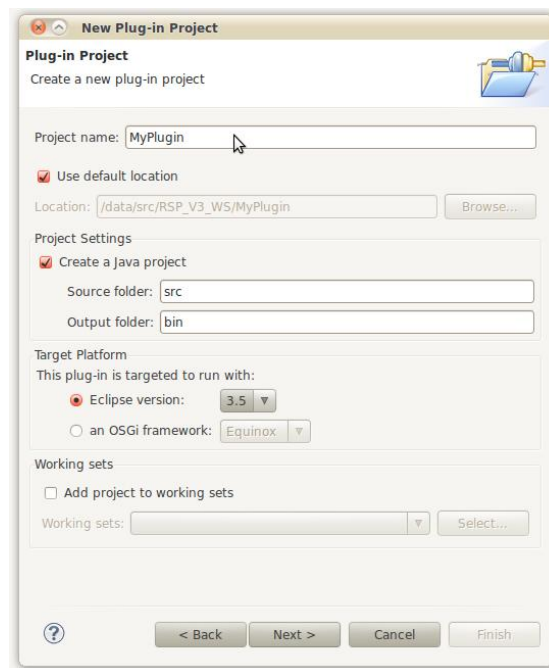 New Plug-in Project
Plug-in Project
Create a new plug-in project
Project name: MyPlugin
Use default location
Location: /data/src/RSP_V3_WS/MyPlugin Browse...
Project Settings
Create a Java project
Source folder: src
Output folder: bin
Target Platform
This plug-in is targeted to run with:
Eclipse version: 3.5
an OSGi framework: Equinox
Working sets
Add project to working sets
Working sets: Select...
? < Back Next > Cancel Finish